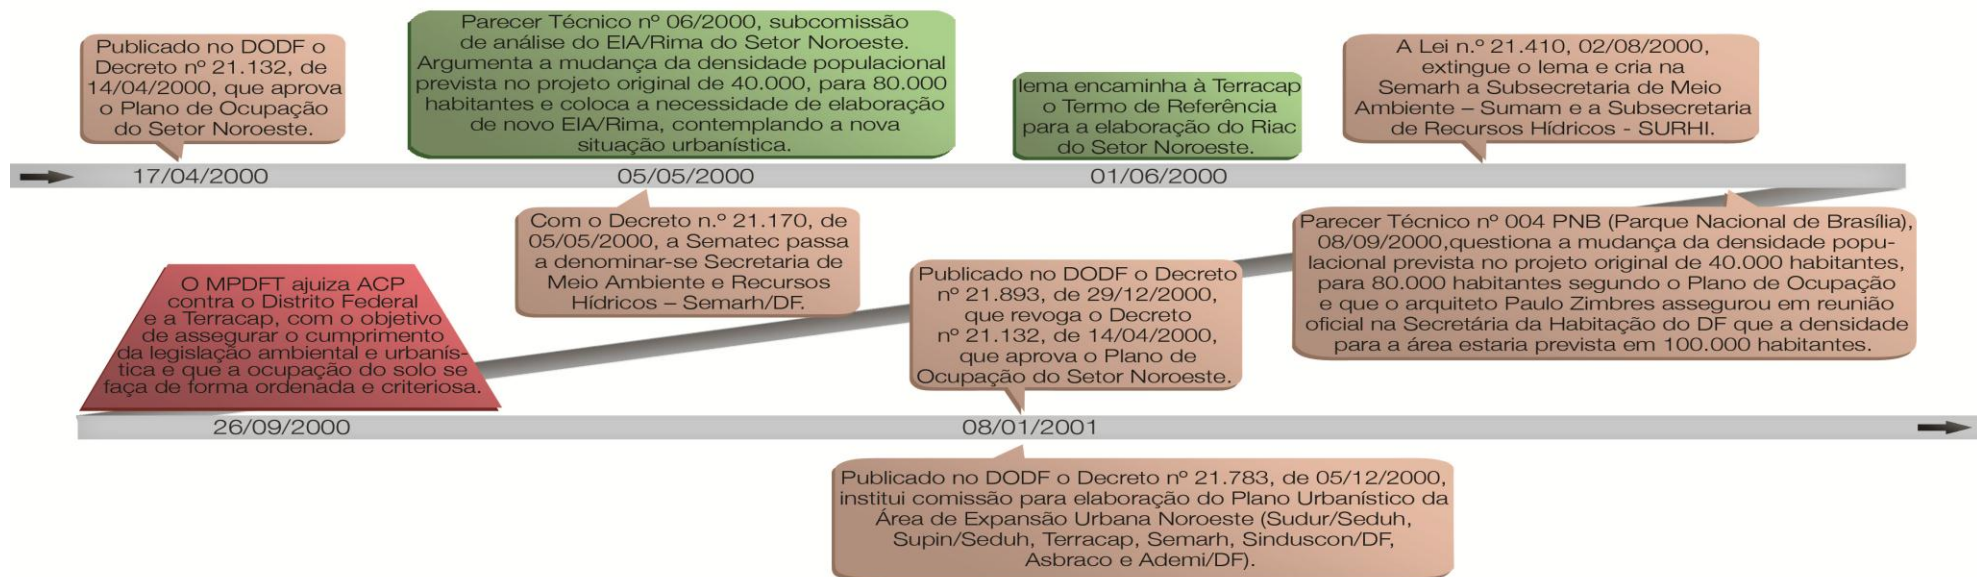 Publicado no DODF o
Decreto nº 21.132, de
14/04/2000, que aprova
o Plano de Ocupação
do Setor Noroeste.
17/04/2000
Parecer Técnico nº 06/2000, subcomissão
de análise do EIA/Rima do Setor Noroeste.
Argumenta a mudança da densidade populacional
prevista no projeto original de 40.000, para 80.000
habitantes e coloca a necessidade de elaboração
de novo EIA/Rima, contemplando a nova
situação urbanística.
05/05/2000
Com o Decreto n.º 21.170, de
05/05/2000, a Sematec passa
a denominar-se Secretaria de
Meio Ambiente e Recursos
Hídricos – Semarh/DF.
Iema encaminha à Terracap
o Termo de Referência
para a elaboração do Riac
do Setor Noroeste.
01/06/2000
A Lei n.º 21.410, 02/08/2000,
extingue o Iema e cria na
Semarh a Subsecretaria de Meio
Ambiente – Sumam e a Subsecretaria
de Recursos Hídricos - SURHI.
Parecer Técnico nº 004 PNB (Parque Nacional de Brasília),
08/09/2000,questiona a mudança da densidade popu-
lacional prevista no projeto original de 40.000 habitantes,
para 80.000 habitantes segundo o Plano de Ocupação
e que o arquiteto Paulo Zimbres assegurou em reunião
oficial na Secretária da Habitação do DF que a densidade
para a área estaria prevista em 100.000 habitantes.
O MPDFT ajuiza ACP
contra o Distrito Federal
e a Terracap, com o objetivo
de assegurar o cumprimento
da legislação ambiental e urbanís-
tica e que a ocupação do solo se
faça de forma ordenada e criteriosa.
26/09/2000
Publicado no DODF o Decreto
nº 21.893, de 29/12/2000,
que revoga o Decreto
nº 21.132, de 14/04/2000,
que aprova o Plano de
Ocupação do Setor Noroeste.
08/01/2001
Publicado no DODF o Decreto nº 21.783, de 05/12/2000,
institui comissão para elaboração do Plano Urbanístico da
Área de Expansão Urbana Noroeste (Sudur/Seduh,
Supin/Seduh, Terracap, Semarh, Sinduscon/DF,
Asbraco e Ademi/DF).